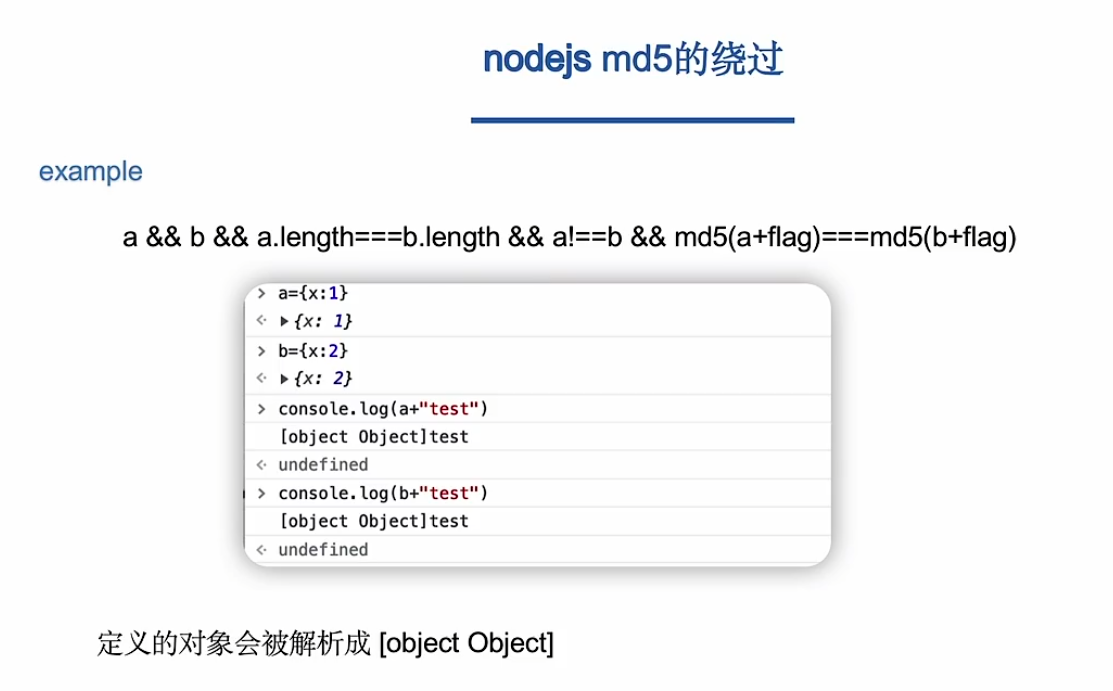 nodejs md5的绕过
example
a && b && a.length===b.length && a!==b && md5(a+flag)===md5(b+flag)
> a={x:1}
<· ▶{x: 1}
> b={x:2}
<· ▶{x: 2}
> console.log(a+"test")
[object Object]test
<· undefined
> console.log(b+"test")
[object Object]test
<· undefined
定义的对象会被解析成 [object Object]